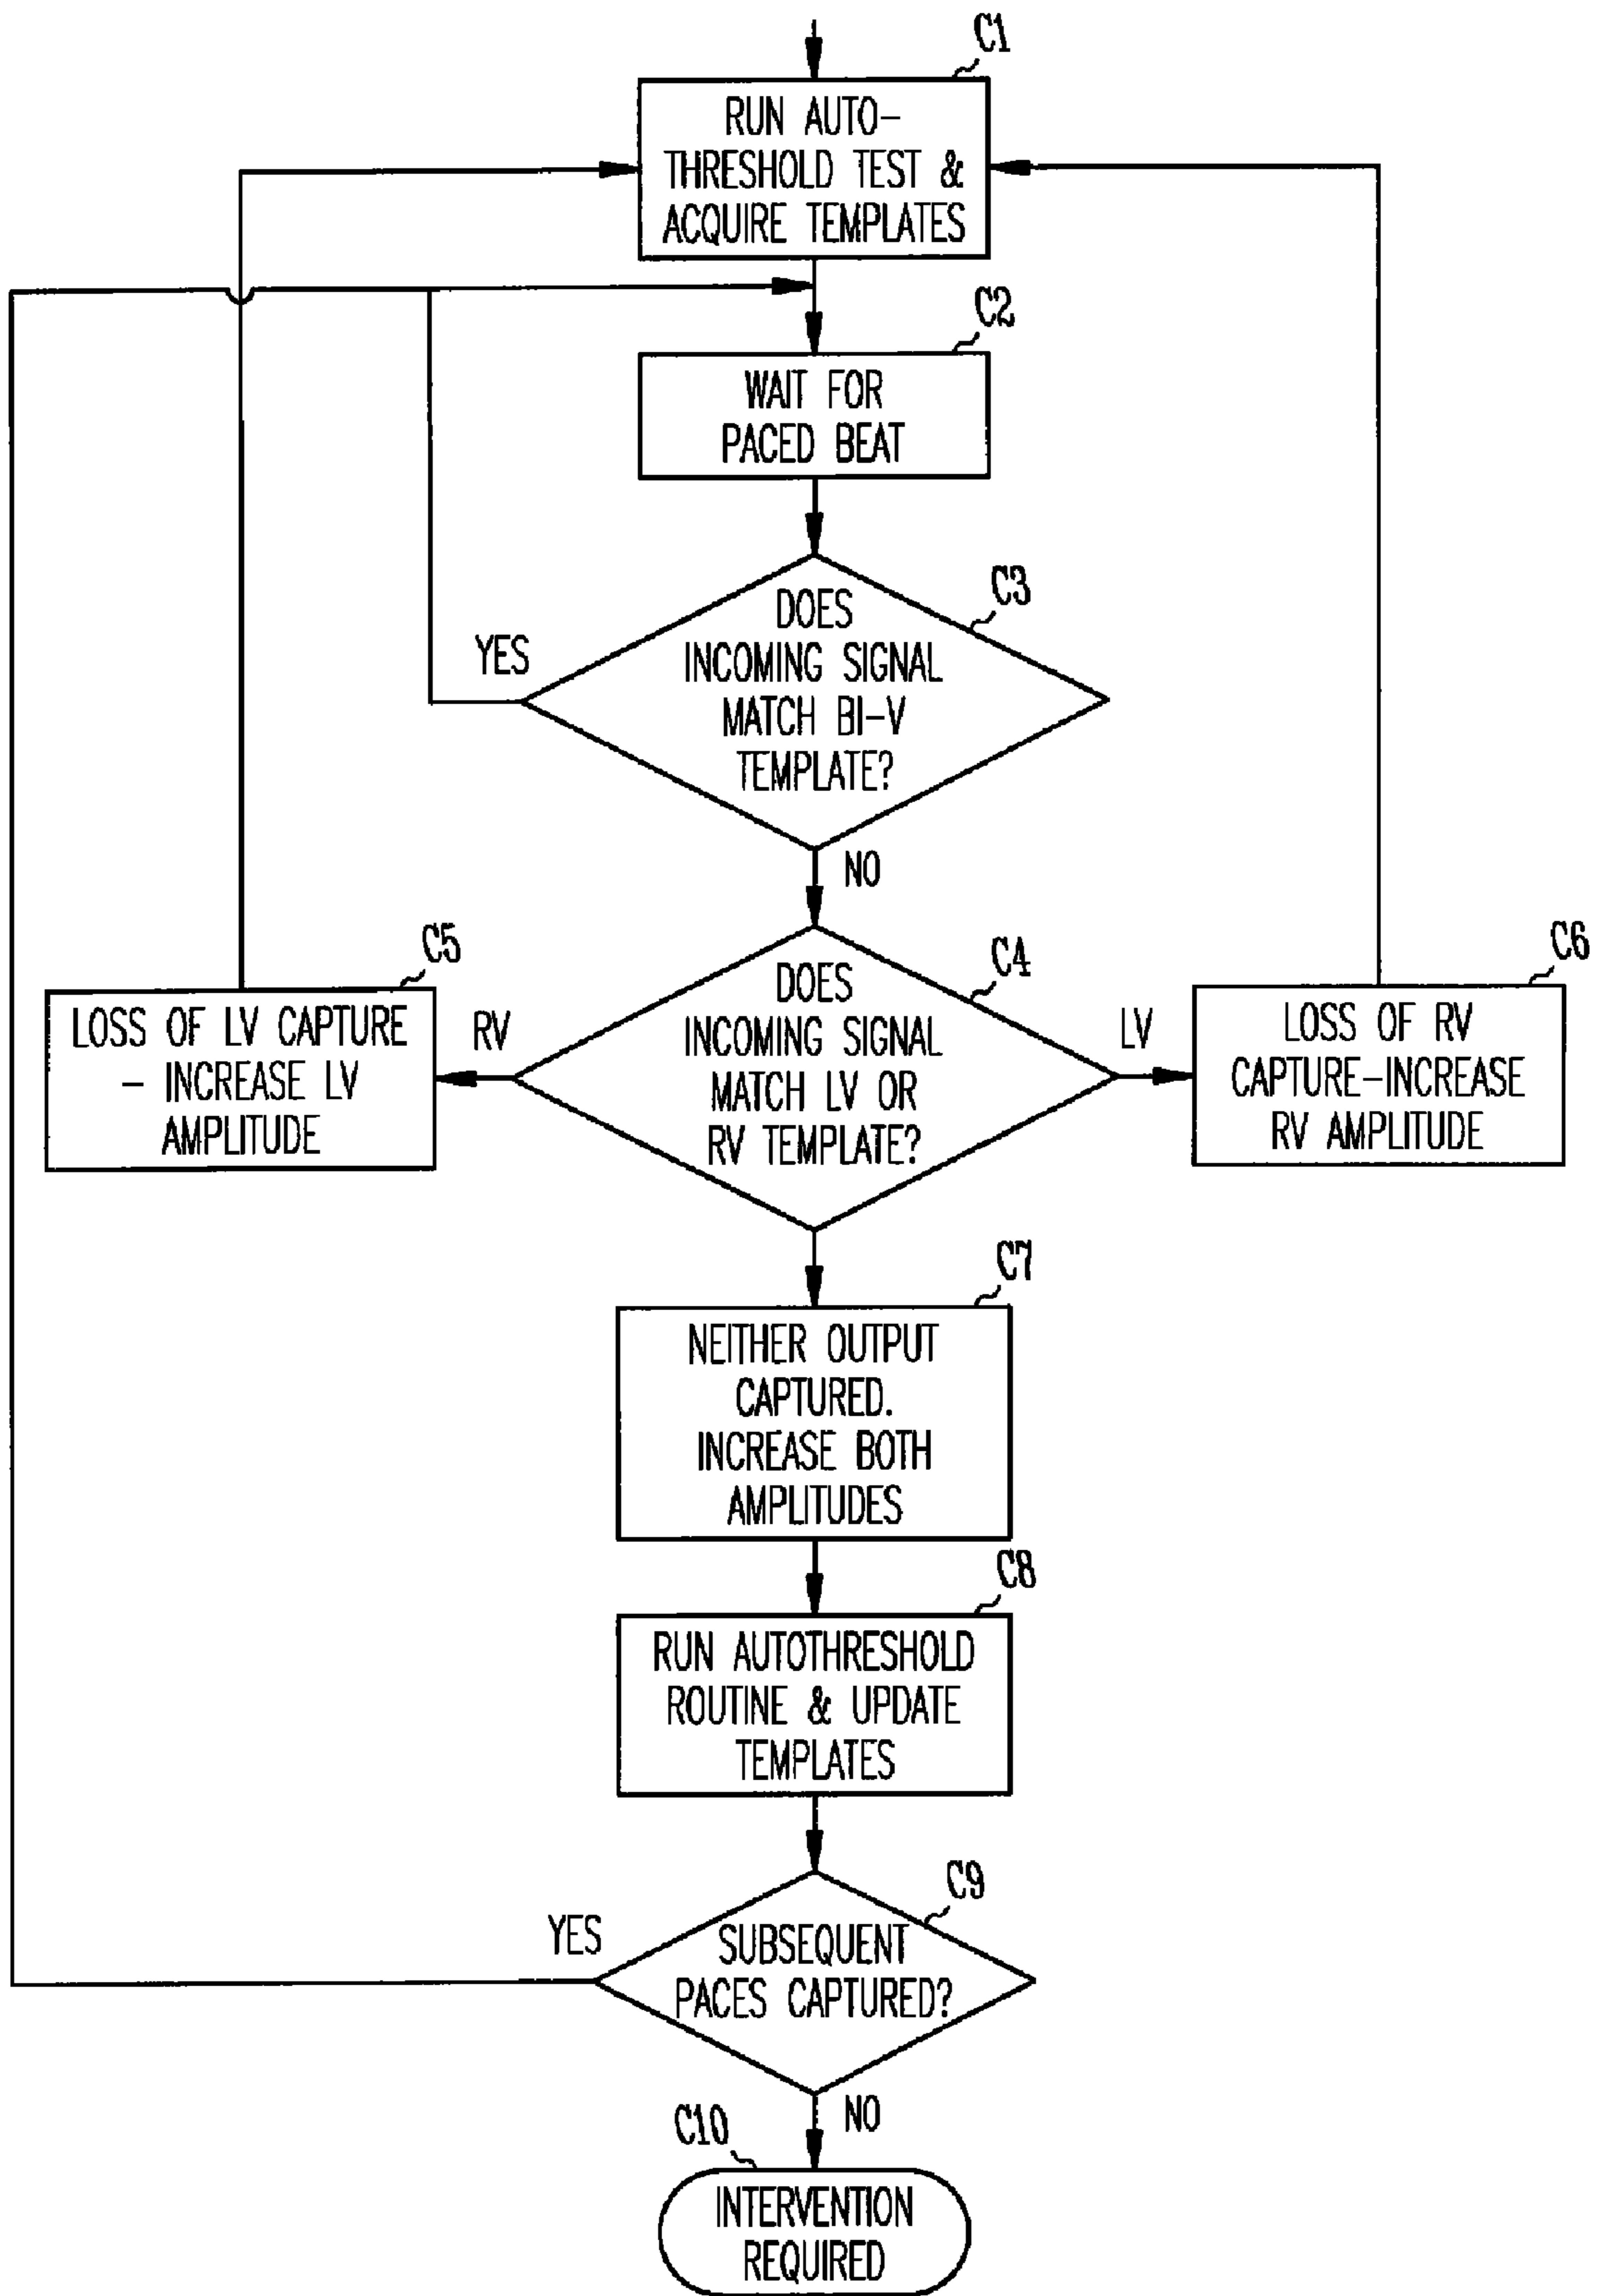 C1
RUN AUTO-
THRESHOLD TEST &
ACQUIRE TEMPLATES
C2
WAIT FOR
PACED BEAT
C3
DOES
INCOMING SIGNAL
MATCH BI-V
TEMPLATE?
YES
NO
C4
DOES
INCOMING SIGNAL
MATCH LV OR
RV TEMPLATE?
RV
LV
C5
LOSS OF LV CAPTURE
- INCREASE LV
AMPLITUDE
C6
LOSS OF RV
CAPTURE-INCREASE
RV AMPLITUDE
C7
NEITHER OUTPUT
CAPTURED.
INCREASE BOTH
AMPLITUDES
C8
RUN AUTOTHRESHOLD
ROUTINE & UPDATE
TEMPLATES
C9
SUBSEQUENT
PACES CAPTURED?
YES
NO
C10
INTERVENTION
REQUIRED